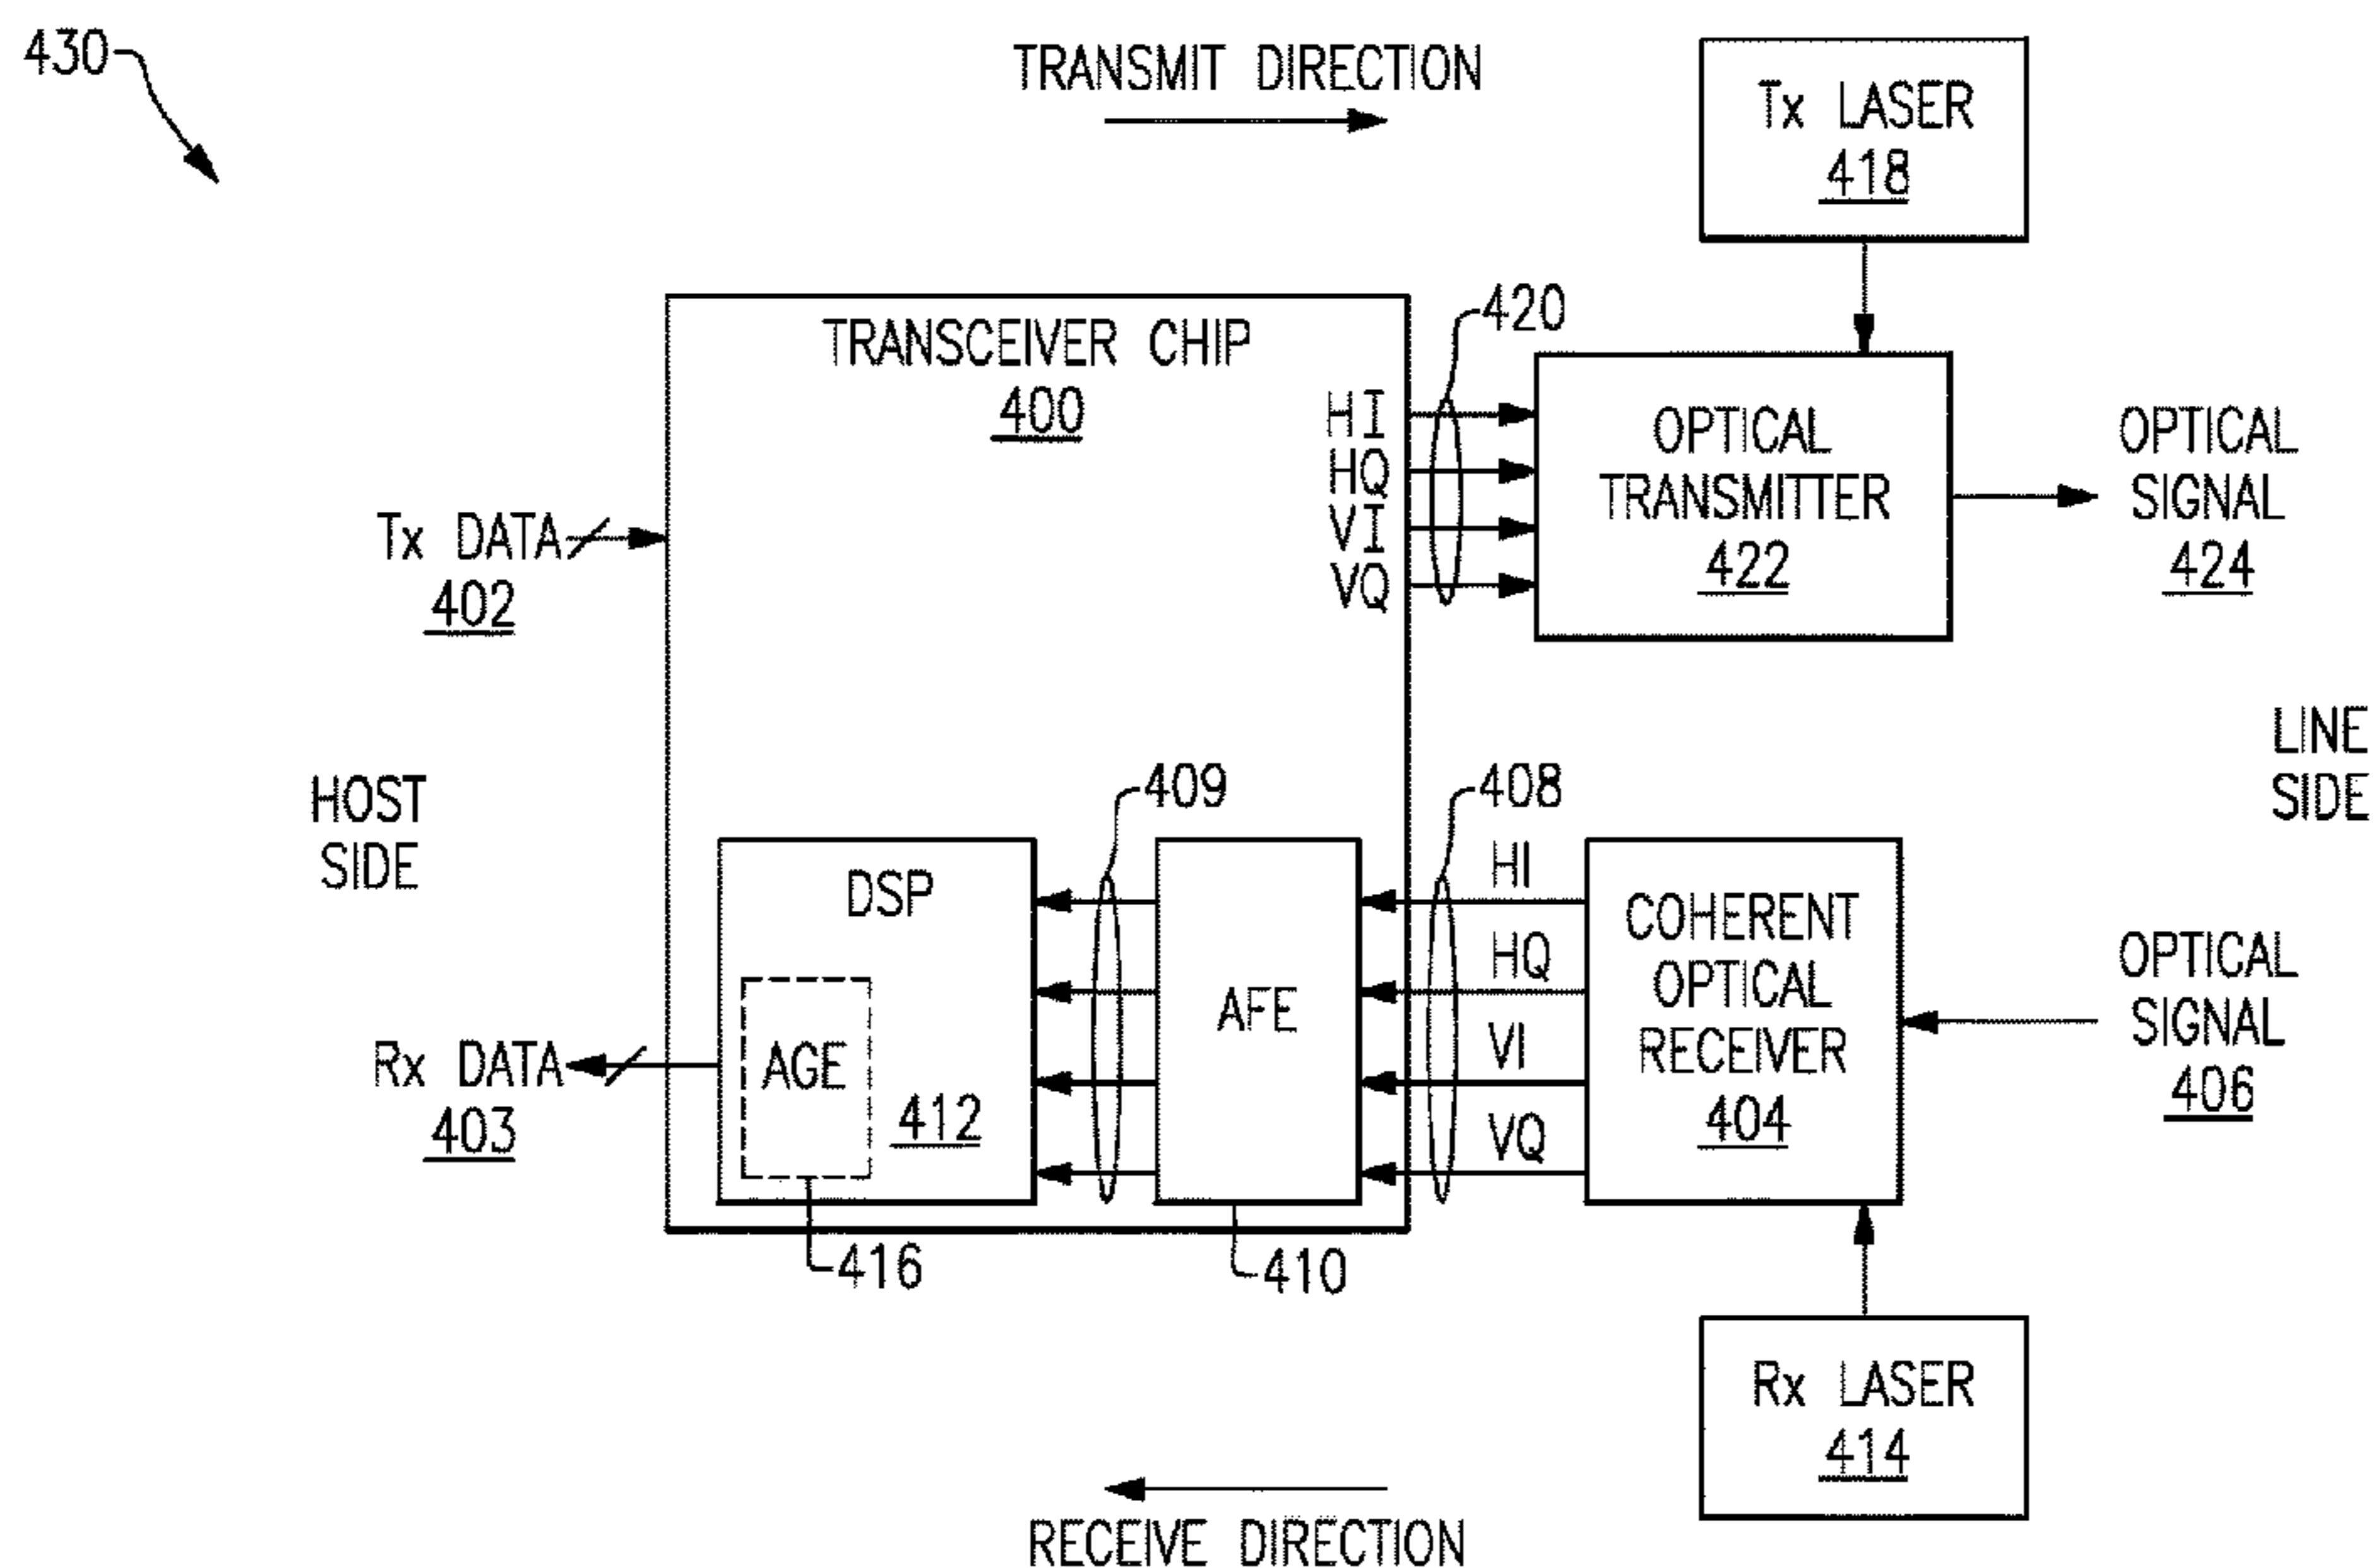 430
TRANSMIT DIRECTION
Tx LASER
418
TRANSCEIVER CHIP
400
420
HI
HQ
VI
VQ
OPTICAL
TRANSMITTER
422
OPTICAL
SIGNAL
424
Tx DATA
402
HOST
SIDE
LINE
SIDE
409
408
DSP
AGE
412
416
AFE
410
HI
HQ
VI
VQ
COHERENT
OPTICAL
RECEIVER
404
OPTICAL
SIGNAL
406
Rx DATA
403
Rx LASER
414
RECEIVE DIRECTION